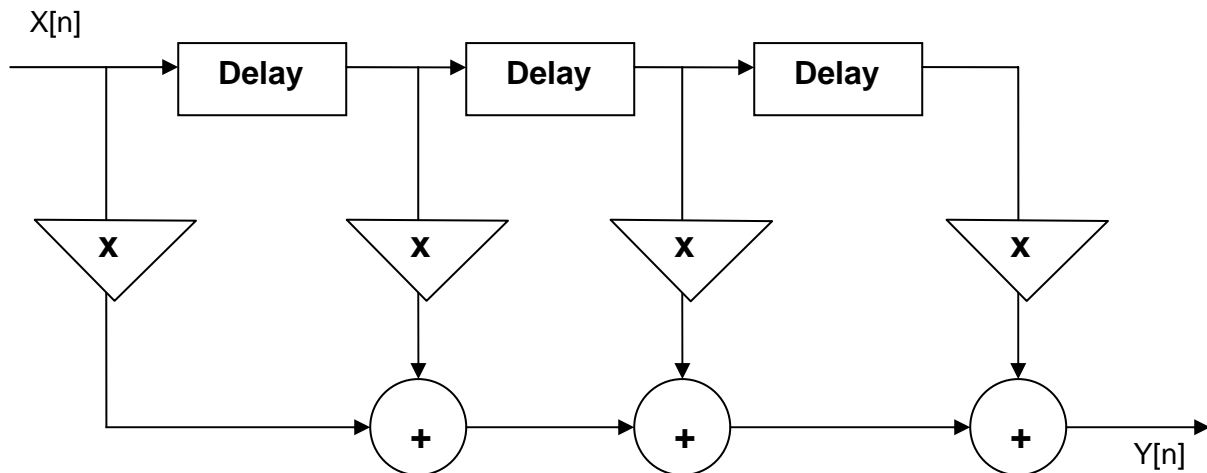 X[n]
Delay Delay Delay
x x x x
+ + +
Y[n]